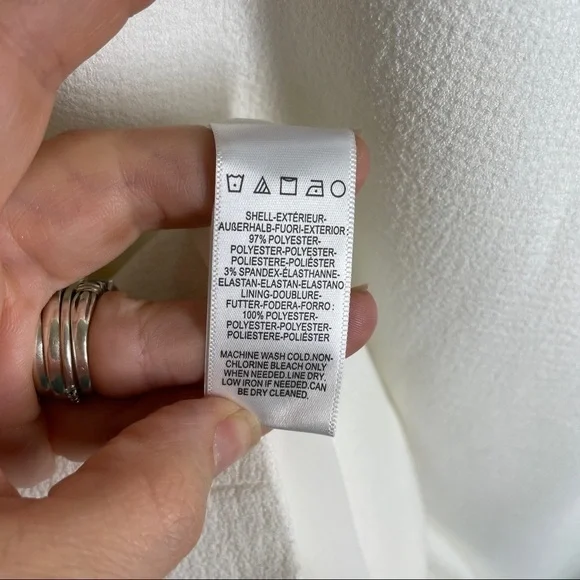 SHELL-EXTÉRIEUR-
AUßERHALB-FUORI-EXTERIOR:
97% POLYESTER-
POLYESTER-POLYESTER-
POLIESTERE-POLIÉSTER
3% SPANDEX-ÉLASTHANNE-
ELASTAN-ELASTAN-ELASTANO
LINING-DOUBLURE-
FUTTER-FODERA-FORRO :
100% POLYESTER-
POLYESTER-POLYESTER-
POLIESTERE-POLIÉSTER
MACHINE WASH COLD.NON-
CHLORINE BLEACH ONLY
WHEN NEEDED.LINE DRY.
LOW IRON IF NEEDED.CAN
BE DRY CLEANED.